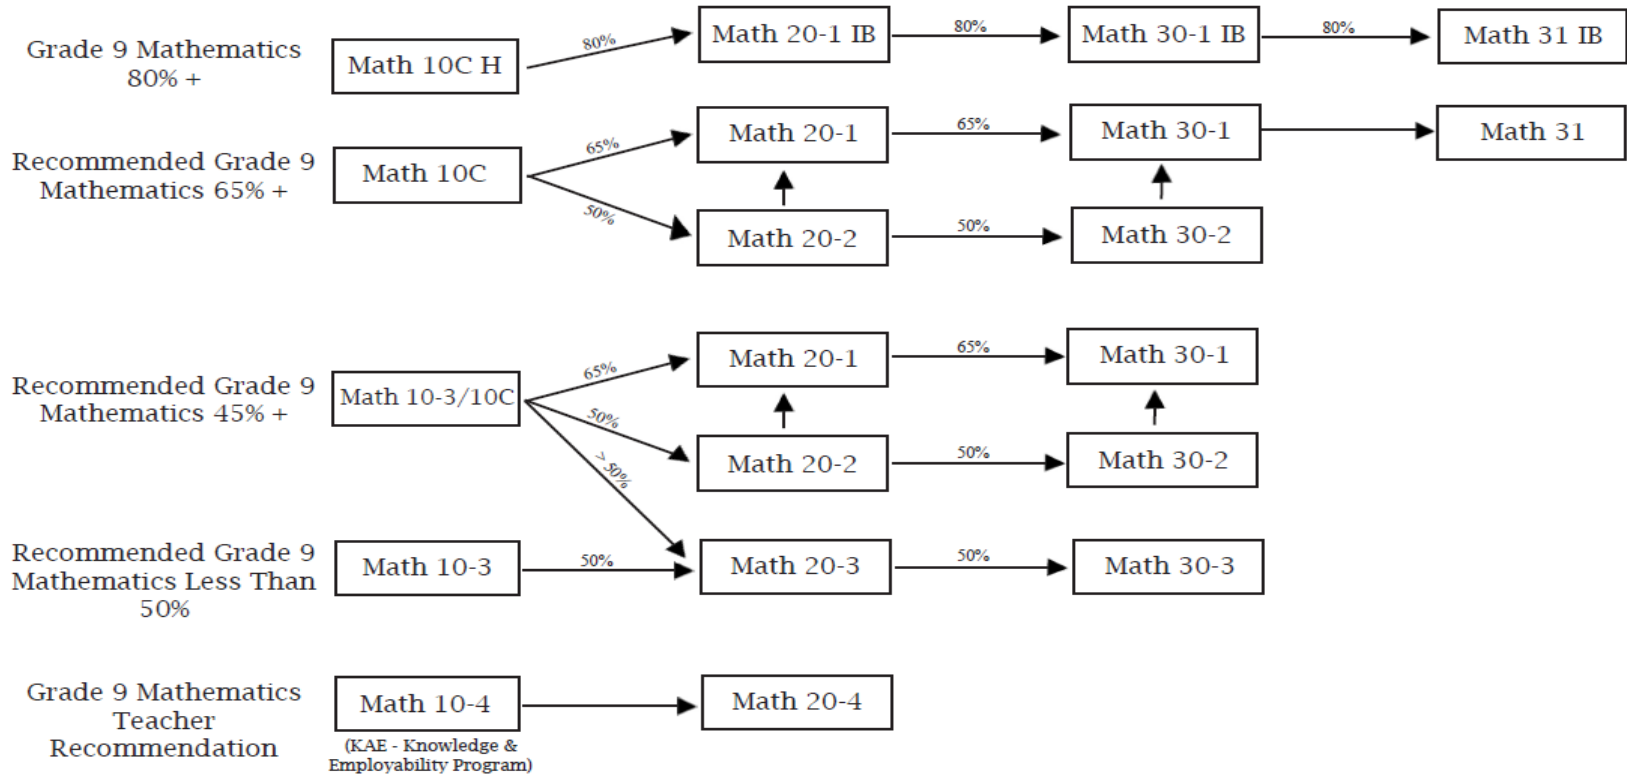 Grade 9 Mathematics
80% +
Math 10C H
80%
Math 20-1 IB
80%
Math 30-1 IB
80%
Math 31 IB
Recommended Grade 9
Mathematics 65% +
Math 10C
65%
50%
Math 20-1
65%
Math 30-1
Math 31
Math 20-2
50%
Math 30-2
Recommended Grade 9
Mathematics 45% +
Math 10-3/10C
65%
50%
> 50%
Math 20-1
65%
Math 30-1
Math 20-2
50%
Math 30-2
Recommended Grade 9
Mathematics Less Than
50%
Math 10-3
50%
Math 20-3
50%
Math 30-3
Grade 9 Mathematics
Teacher
Recommendation
Math 10-4
(KAE - Knowledge &
Employability Program)
Math 20-4